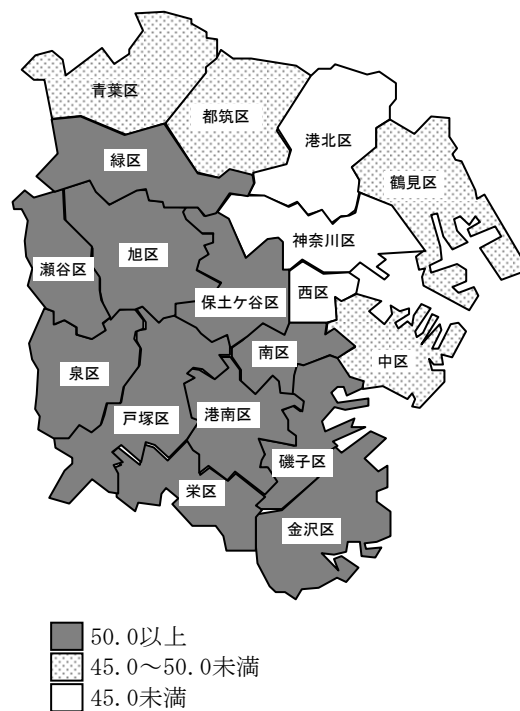 青葉区
都筑区
港北区
緑区
鶴見区
神奈川区
旭区
瀬谷区
保土ケ谷区
西区
南区
中区
泉区
戸塚区
港南区
磯子区
栄区
金沢区
50.0以上
45.0～50.0未満
45.0未満